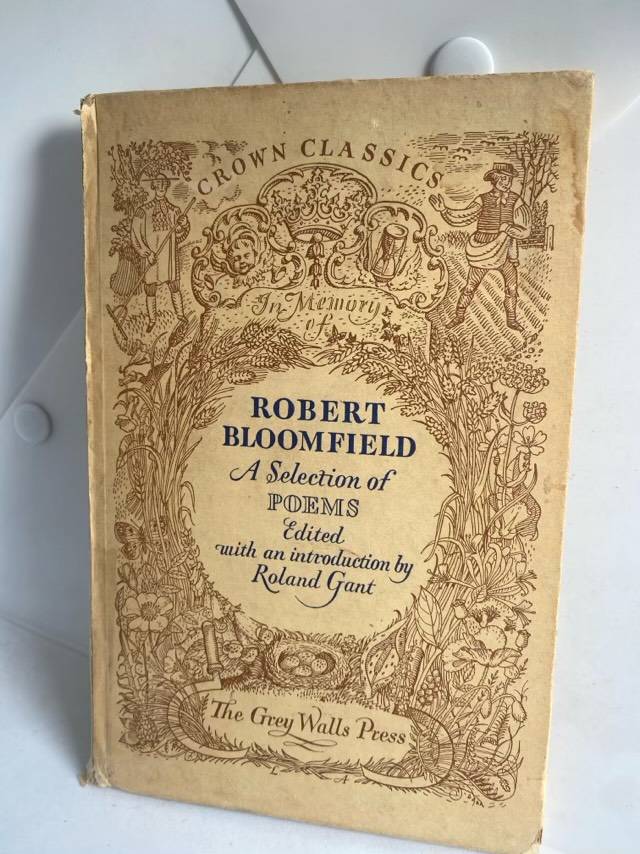 CROWN CLASSICS
In Memory
of
ROBERT
BLOOMFIELD
A Selection of
POEMS
Edited
with an introduction by
Roland Gant
The Grey Walls Press
L A